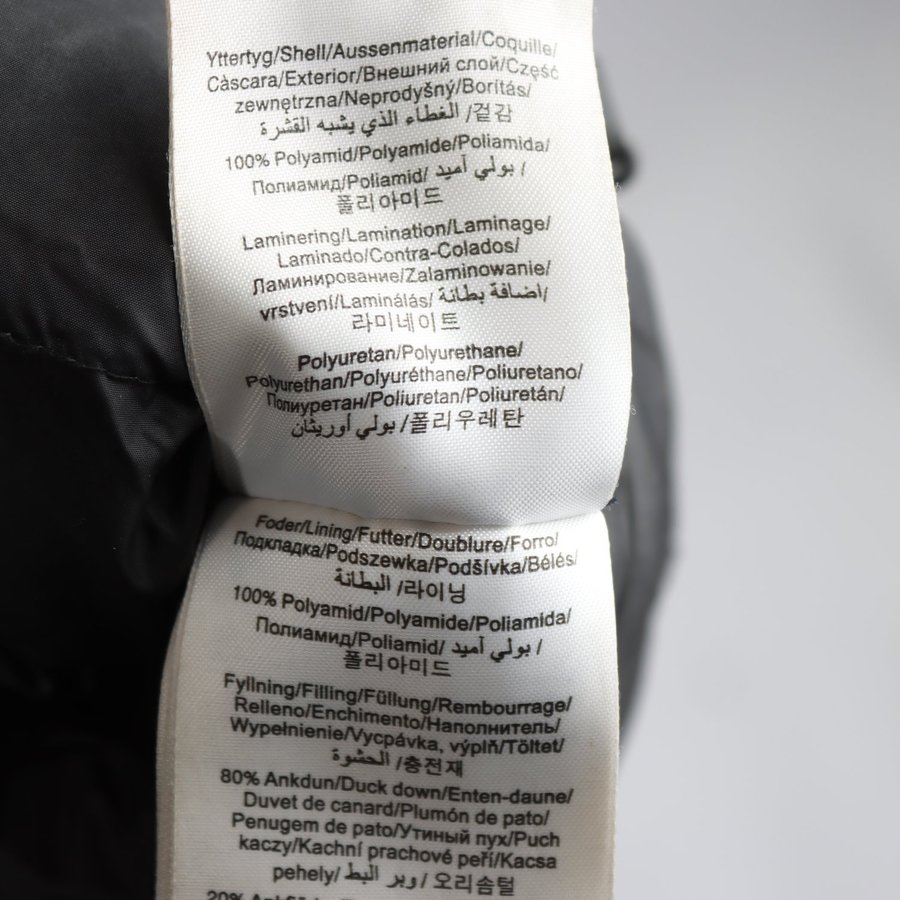 Yttertyg/Shell/Aussenmaterial/Coquille/
Càscara/Exterior/Внешний слой/Część
zewnętrzna/Neprodyšný/Borítás/
الغطاء الذي يشبه القشرة /겉감
100% Polyamid/Polyamide/Poliamida/
Полиамид/Poliamid/ بولي آميد /
폴리아미드
Laminering/Lamination/Laminage/
Laminado/Contra-Colados/
Ламинирование/Zalaminowanie/
vrstvení/Laminálás/ اضافة بطانة/
라미네이트
Polyuretan/Polyurethane/
Polyurethan/Polyuréthane/Poliuretano/
Полиуретан/Poliuretan/Poliuretán/
بولي أوريثان /폴리우레탄
Foder/Lining/Futter/Doublure/Forro/
Подкладка/Podszewka/Podšívka/Bélés/
البطانة /라이닝
100% Polyamid/Polyamide/Poliamida/
Полиамид/Poliamid/ بولي آميد /
폴리아미드
Fyllning/Filling/Füllung/Rembourrage/
Relleno/Enchimento/Наполнитель/
Wypełnienie/Vycpávka, výplň/Töltet/
الحشوة /충전재
80% Ankdun/Duck down/Enten-daune/
Duvet de canard/Plumón de pato/
Penugem de pato/Утиный пух/Puch
kaczy/Kachní prachové peří/Kacsa
pehely/ وبر البط / 오리솜털
20%